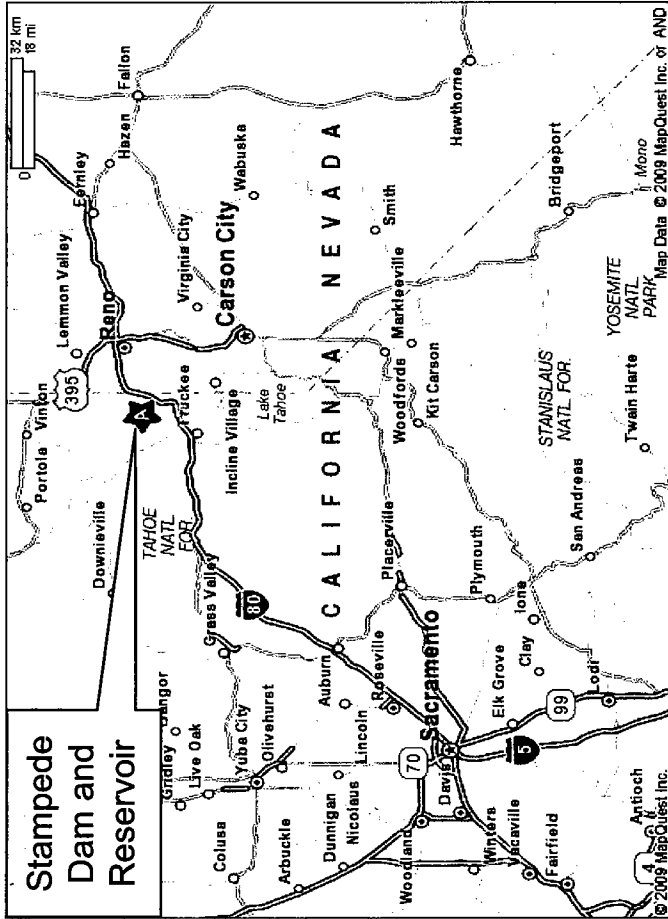 Stampede
Dam and
Reservoir
32 km
18 mi
0
Portola
Vinton
395
Lemmon Valley
Reno
Fernley
Hazen
Fallon
Downieville
A
Truckee
Virginia City
Carson City
Wabuska
Incline Village
Lake
Tahoe
TAHOE
NATL
FOR.
Gridley
Bangor
Live Oak
Yuba City
Olivehurst
Grass Valley
80
Colusa
Arbuckle
Dunnigan
Nicolaus
Lincoln
Auburn
Roseville
CALIFORNIA
NEVADA
Hawthorne
Smith
Markleeville
Woodfords
Kit Carson
Placerville
Woodland
70
Davis
Sacramento
Winters
Vacaville
Fairfield
5
Elk Grove
99
Plymouth
Ione
Clay
Lodi
San Andreas
STANISLAUS
NATL FOR.
Twain Harte
Bridgeport
Mono
YOSEMITE
NATL
PARK
Antioch
4
© 2009 MapQuest Inc.
Map Data © 2009 MapQuest Inc. or AND